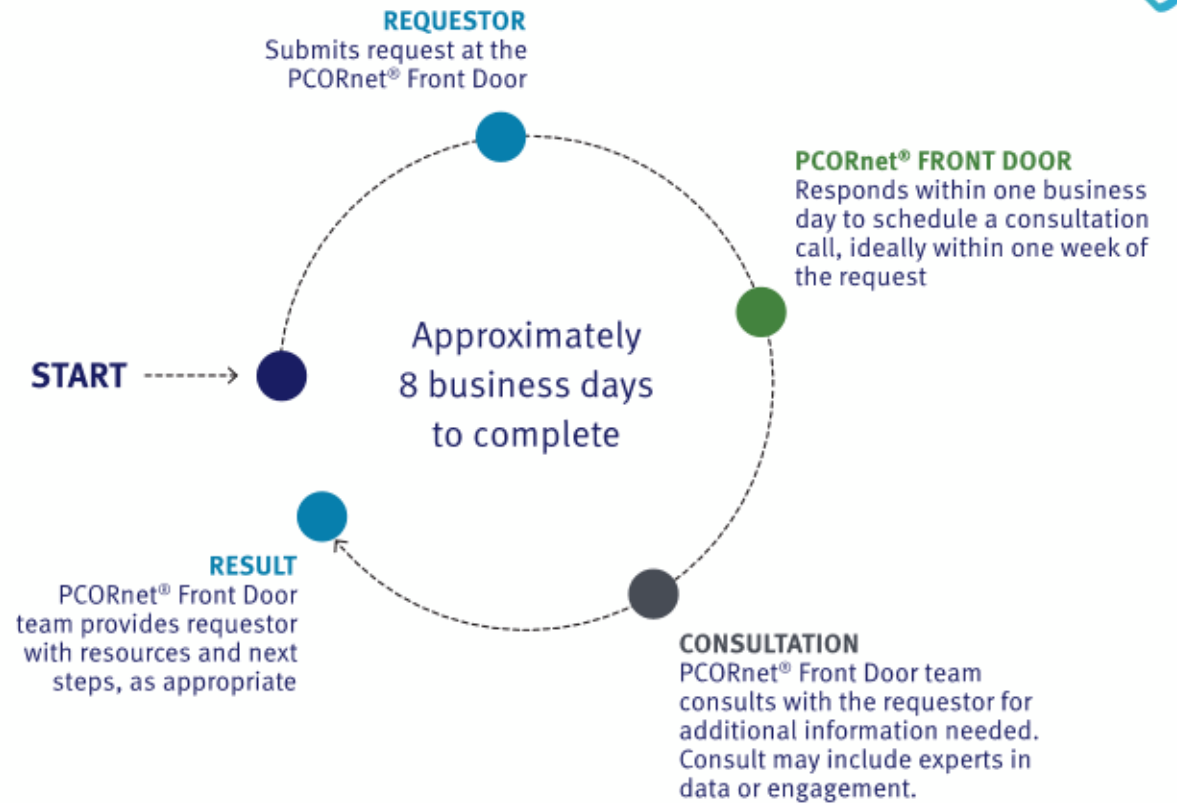 REQUESTOR
Submits request at the
PCORnet® Front Door
PCORnet® FRONT DOOR
Responds within one business
day to schedule a consultation
call, ideally within one week of
the request
Approximately
8 business days
to complete
START
RESULT
PCORnet® Front Door
team provides requestor
with resources and next
steps, as appropriate
CONSULTATION
PCORnet® Front Door team
consults with the requestor for
additional information needed.
Consult may include experts in
data or engagement.